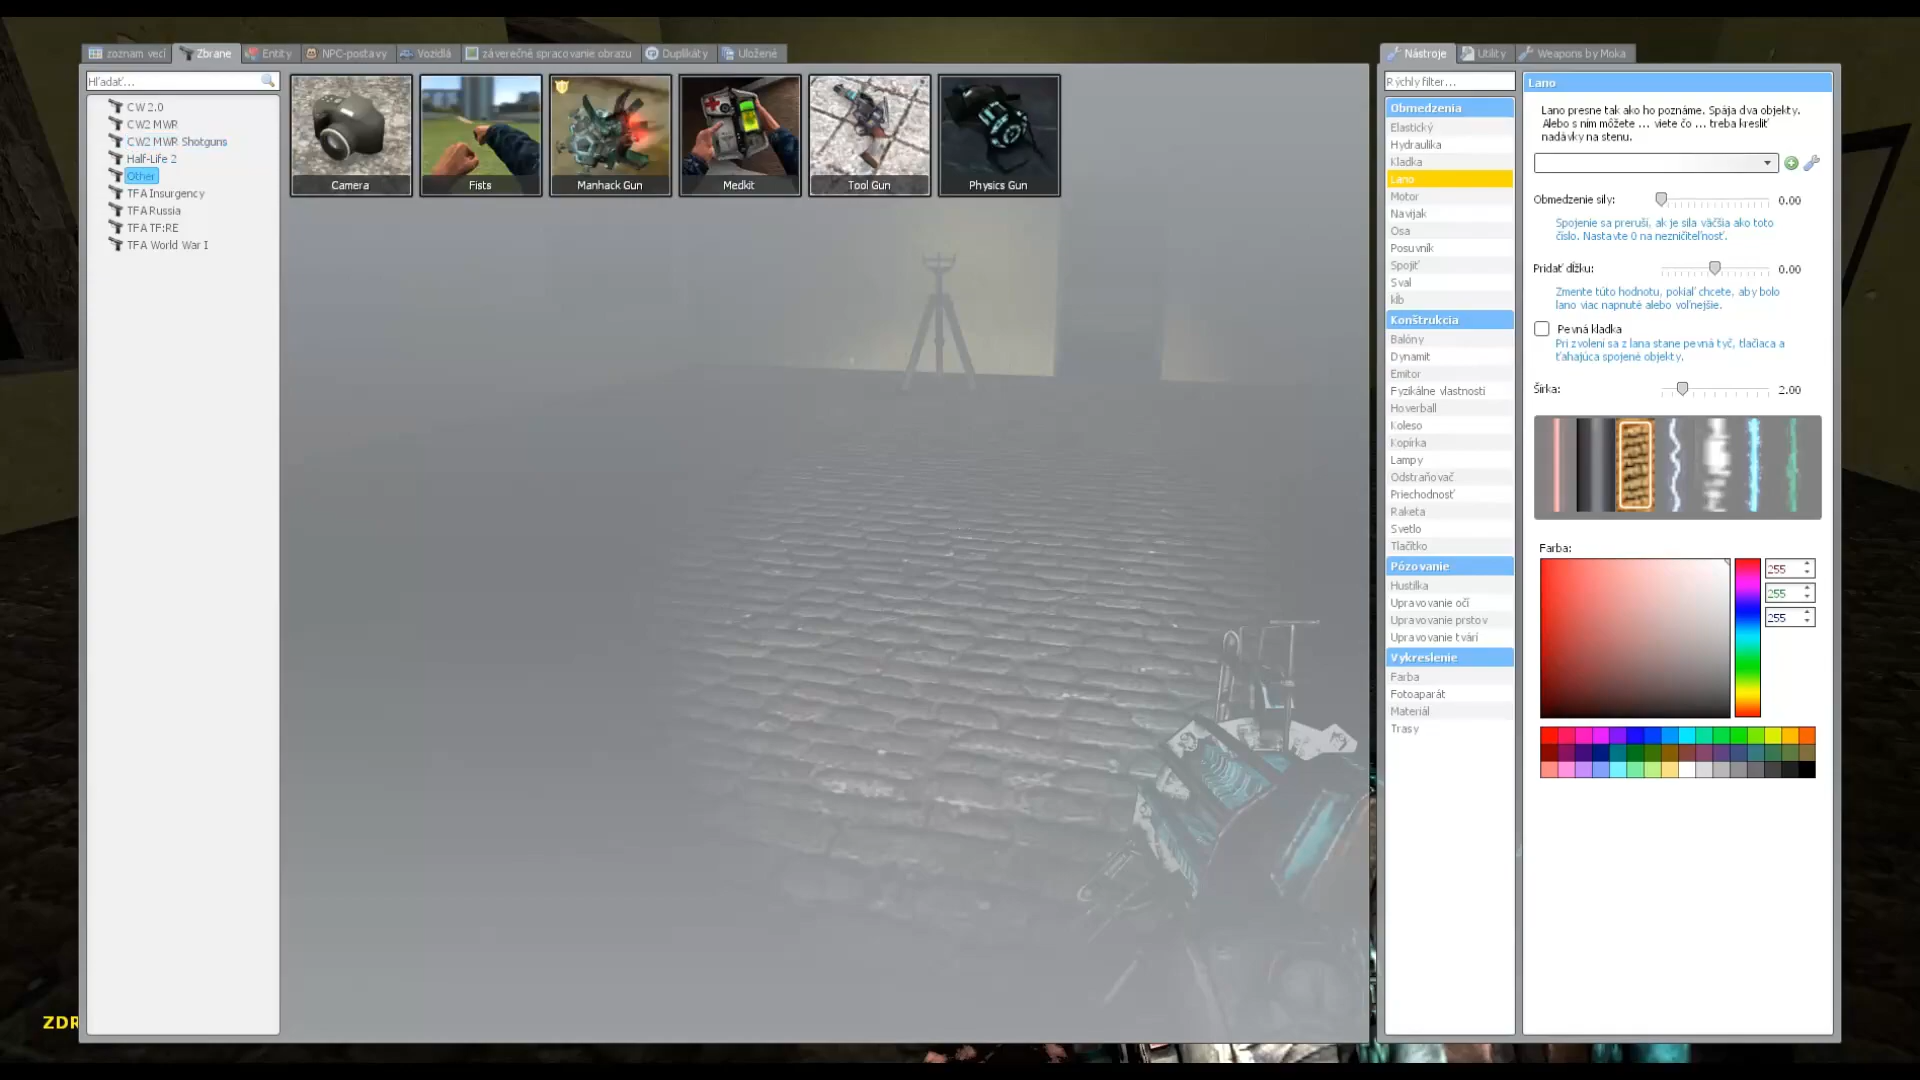 zoznam vecí
Zbrane
Entity
NPC-postavy
Vozidlá
záverečné spracovanie obrazu
Duplikáty
Uložené
Hľadať...
CW 2.0
CW2 MWR
CW2 MWR Shotguns
Half-Life 2
Other
TFA Insurgency
TFA Russia
TFA TF:RE
TFA World War I
Camera
Fists
Manhack Gun
Medkit
Tool Gun
Physics Gun
ZDR
Nástroje
Utility
Weapons by Moka
Rýchly filter...
Obmedzenia
Elastický
Hydraulika
Kladka
Lano
Motor
Navijak
Osa
Posuvník
Spojiť
Sval
kĺb
Konštrukcia
Balóny
Dynamit
Emitor
Fyzikálne vlastnosti
Hoverball
Koleso
Kopírka
Lampy
Odstraňovač
Priechodnosť
Raketa
Svetlo
Tlačítko
Pózovanie
Hustilka
Upravovanie očí
Upravovanie prstov
Upravovanie tvári
Vykreslenie
Farba
Fotoaparát
Materiál
Trasy
Lano
Lano presne tak ako ho poznáme. Spája dva objekty.
Alebo s ním môžete ... viete čo ... treba kresliť
nadávky na stenu.
Obmedzenie sily:
0.00
Spojenie sa preruší, ak je sila väčšia ako toto
číslo. Nastavte 0 na nezničiteľnosť.
Pridať dĺžku:
0.00
Zmente túto hodnotu, pokiaľ chcete, aby bolo
lano viac napnuté alebo voľnejšie.
Pevná kladka
Pri zvolení sa z lana stane pevná tyč, tlačiaca a
ťahajúca spojené objekty.
Šírka:
2.00
Farba:
255
255
255